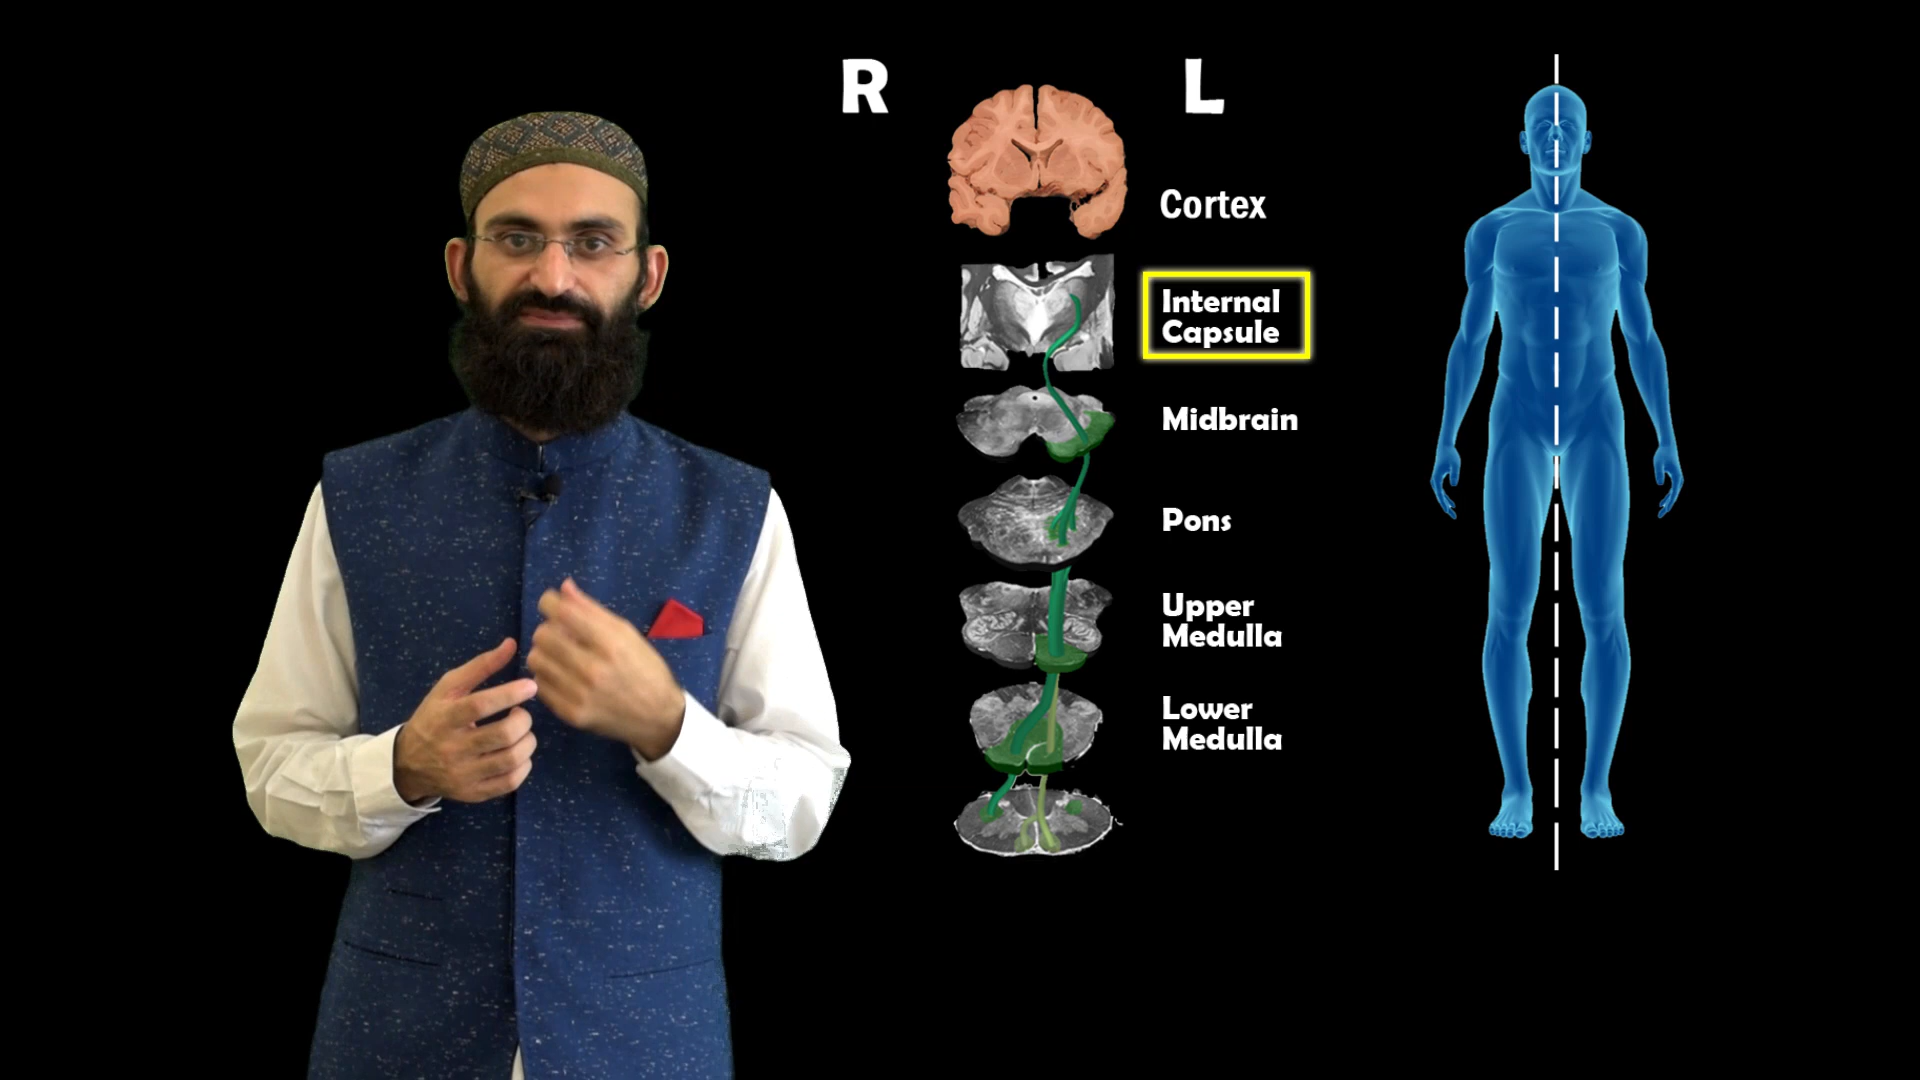 R
L
Cortex
Internal
Capsule
Midbrain
Pons
Upper
Medulla
Lower
Medulla